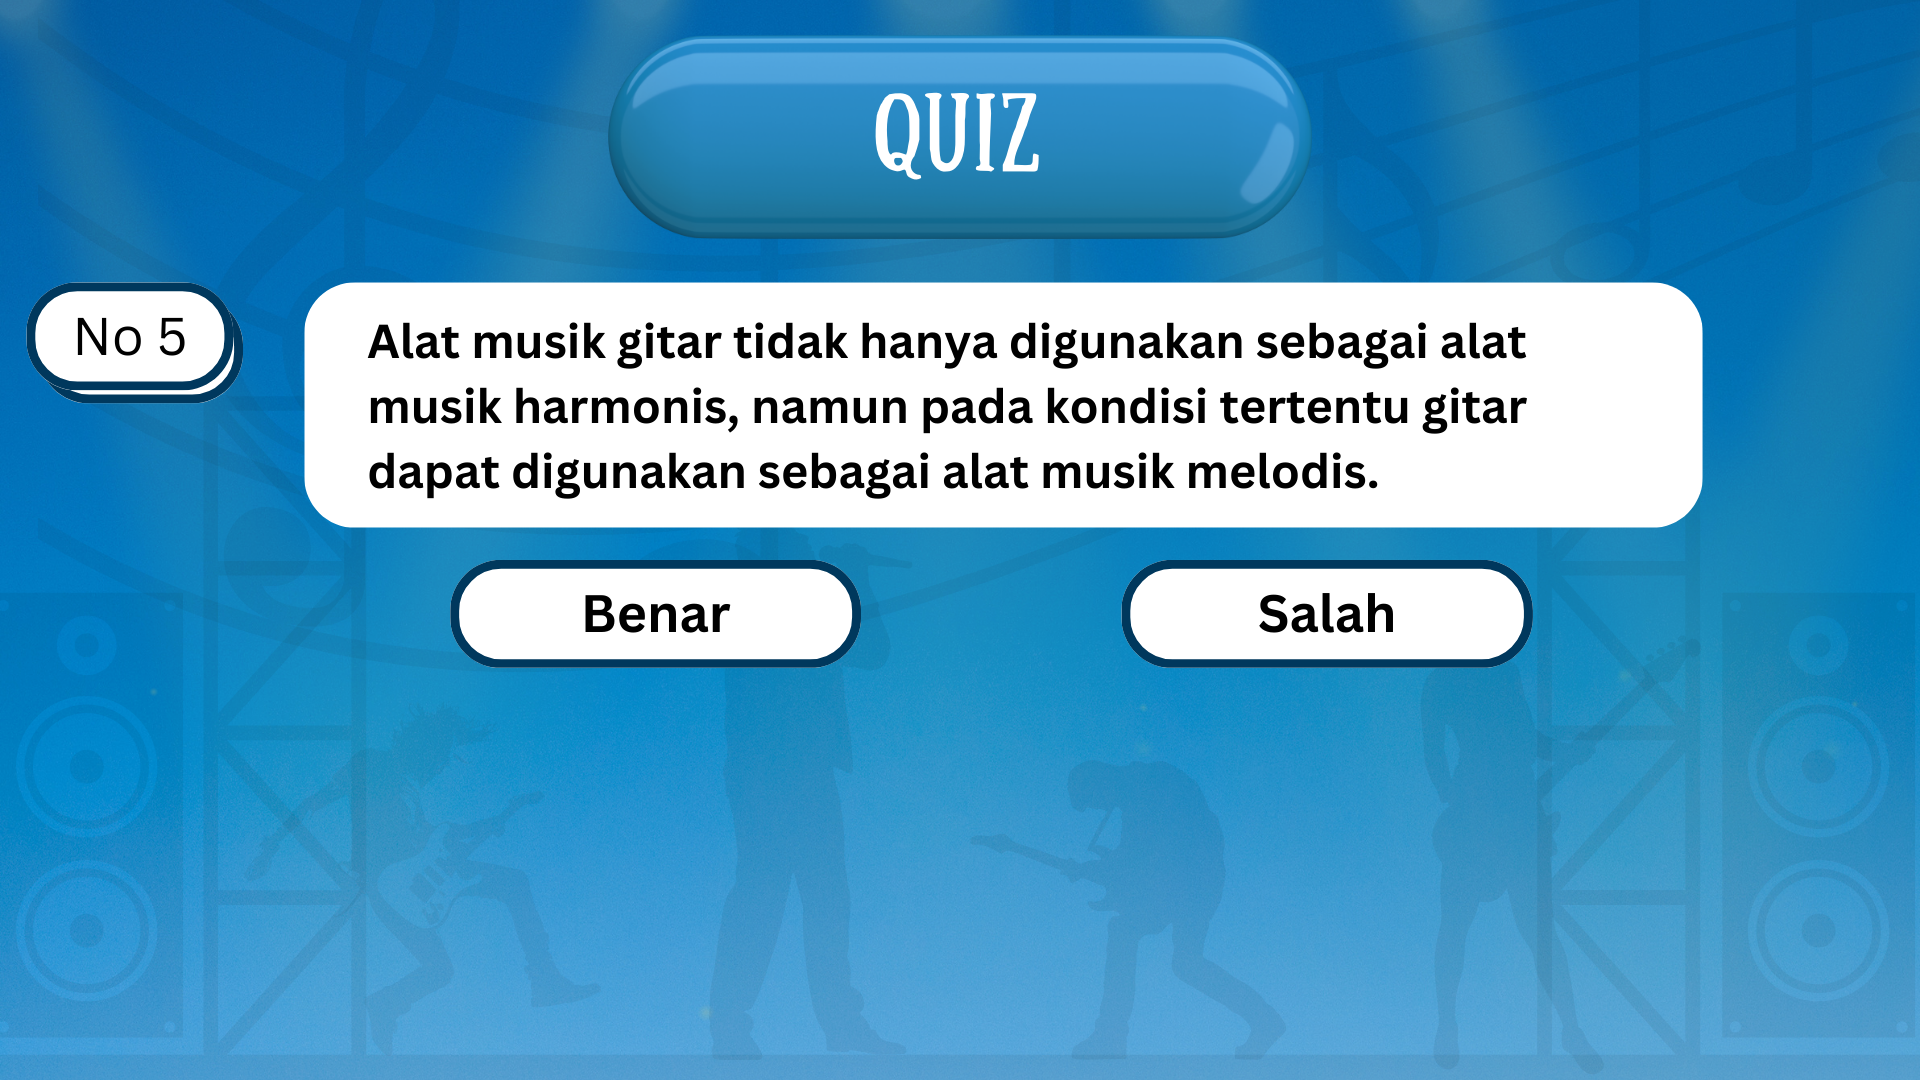 QUIZ
No 5
Alat musik gitar tidak hanya digunakan sebagai alat
musik harmonis, namun pada kondisi tertentu gitar
dapat digunakan sebagai alat musik melodis.
Benar
Salah